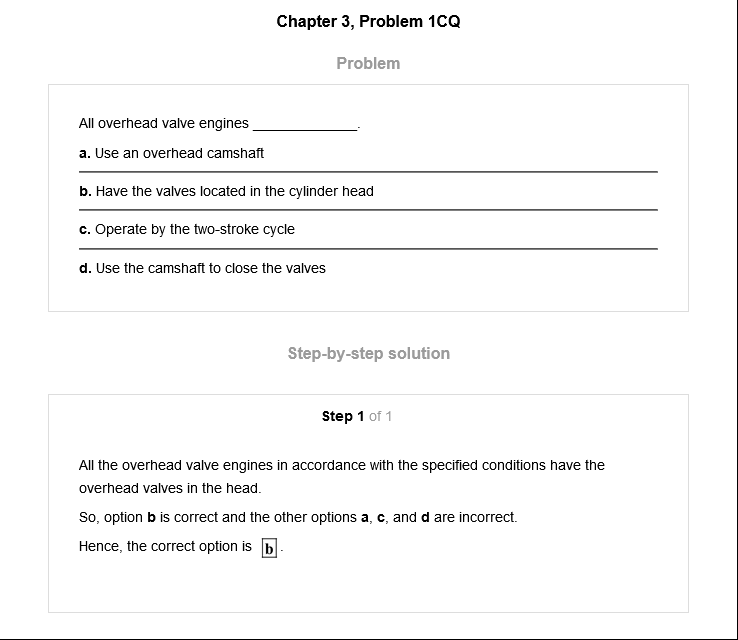 Chapter 3, Problem 1CQ
Problem
All overhead valve engines _____________.
a. Use an overhead camshaft
b. Have the valves located in the cylinder head
c. Operate by the two-stroke cycle
d. Use the camshaft to close the valves
Step-by-step solution
Step 1 of 1
All the overhead valve engines in accordance with the specified conditions have the
overhead valves in the head.
So, option b is correct and the other options a, c, and d are incorrect.
Hence, the correct option is b.